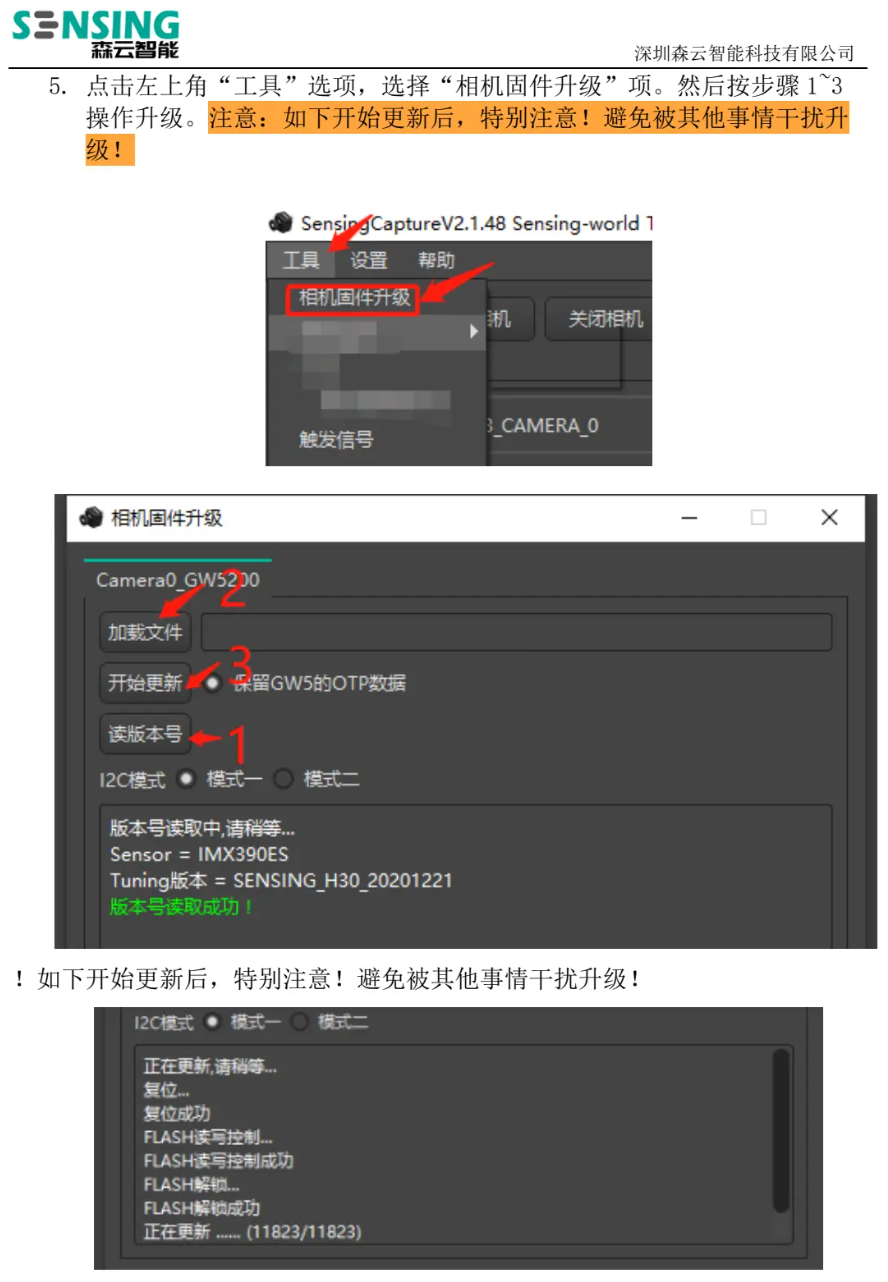 SENSING
森云智能
深圳森云智能科技有限公司
5. 点击左上角“工具”选项，选择“相机固件升级”项。然后按步骤 1~3
操作升级。注意：如下开始更新后，特别注意！避免被其他事情干扰升
级！
SensingCaptureV2.1.48 Sensing-world
工具 设置 帮助
相机固件升级
关闭相机
_CAMERA_0
触发信号
相机固件升级
Camera0_GW5200
2
加载文件
3
开始更新 保留GW5的OTP数据
读版本号 1
I2C模式 模式一 模式二
版本号读取中,请稍等...
Sensor = IMX390ES
Tuning版本 = SENSING_H30_20201221
版本号读取成功！
！如下开始更新后，特别注意！避免被其他事情干扰升级！
I2C模式 模式一 模式二
正在更新,请稍等...
复位...
复位成功
FLASH读写控制...
FLASH读写控制成功
FLASH解锁...
FLASH解锁成功
正在更新 ...... (11823/11823)